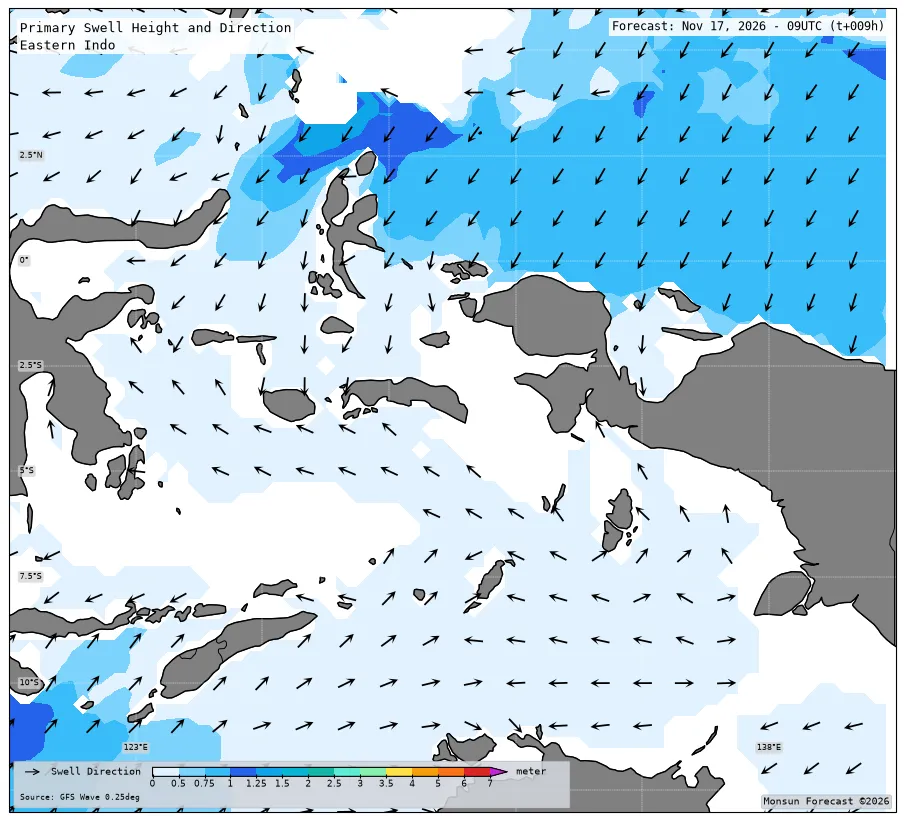 Primary Swell Height and Direction
Eastern Indo
Forecast: Nov 17, 2026 - 09UTC (t+009h)
2.5°N
0°
2.5°S
5°S
7.5°S
10°S
123°E
138°E
Swell Direction
meter
0 0.5 0.75 1 1.25 1.5 2 2.5 3 3.5 4 5 6 7
Source: GFS Wave 0.25deg
Monsun Forecast ©2026